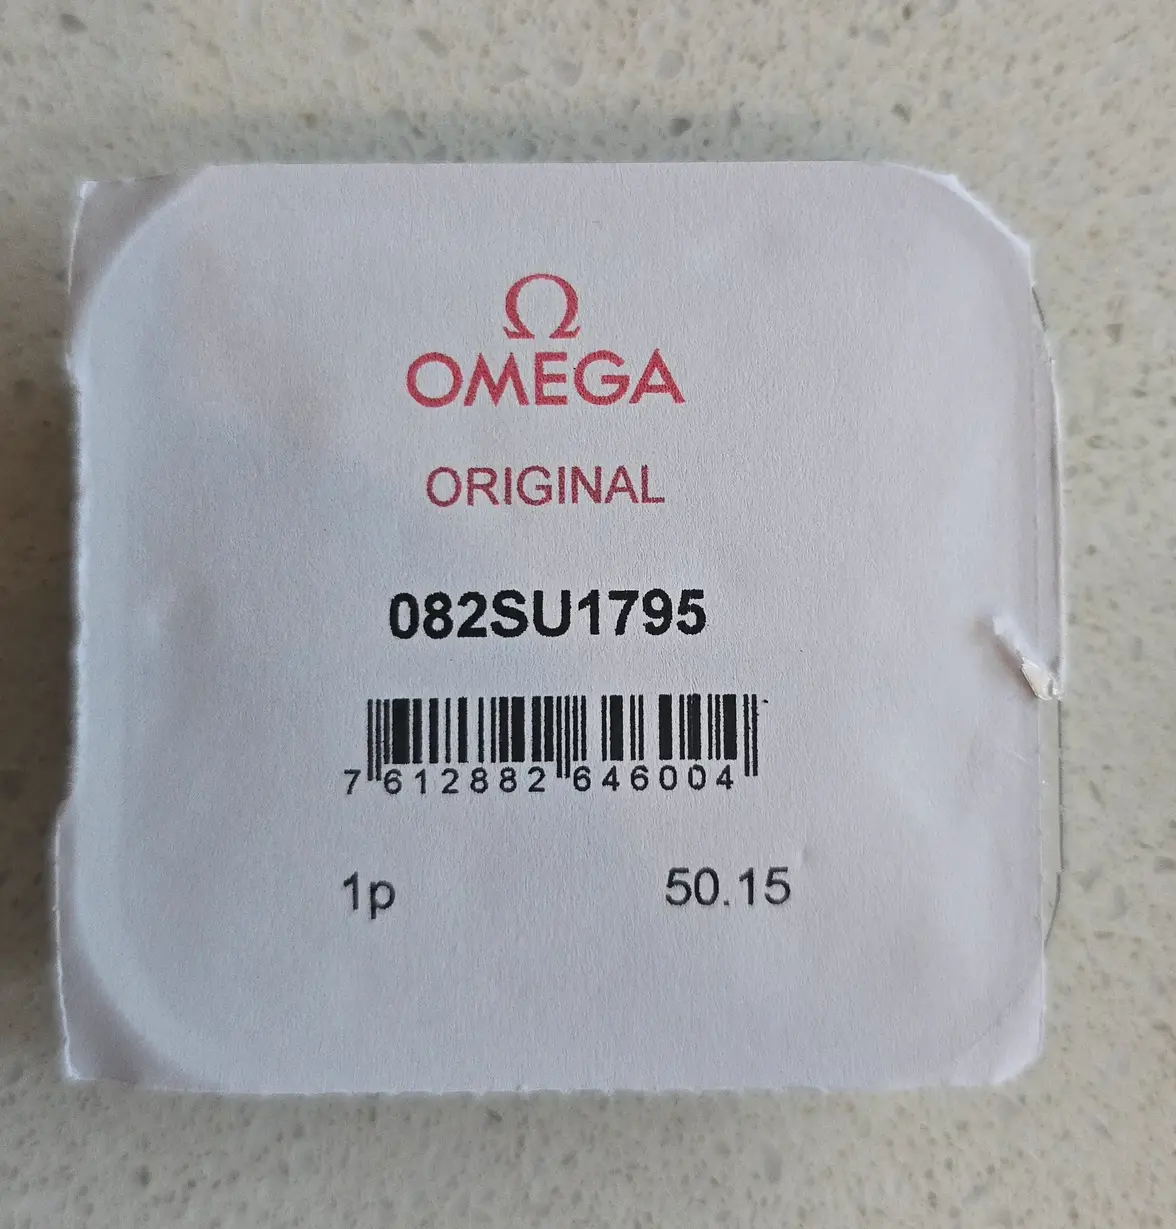 Ω
OMEGA
ORIGINAL
082SU1795
7 612882 646004
1p 50.15